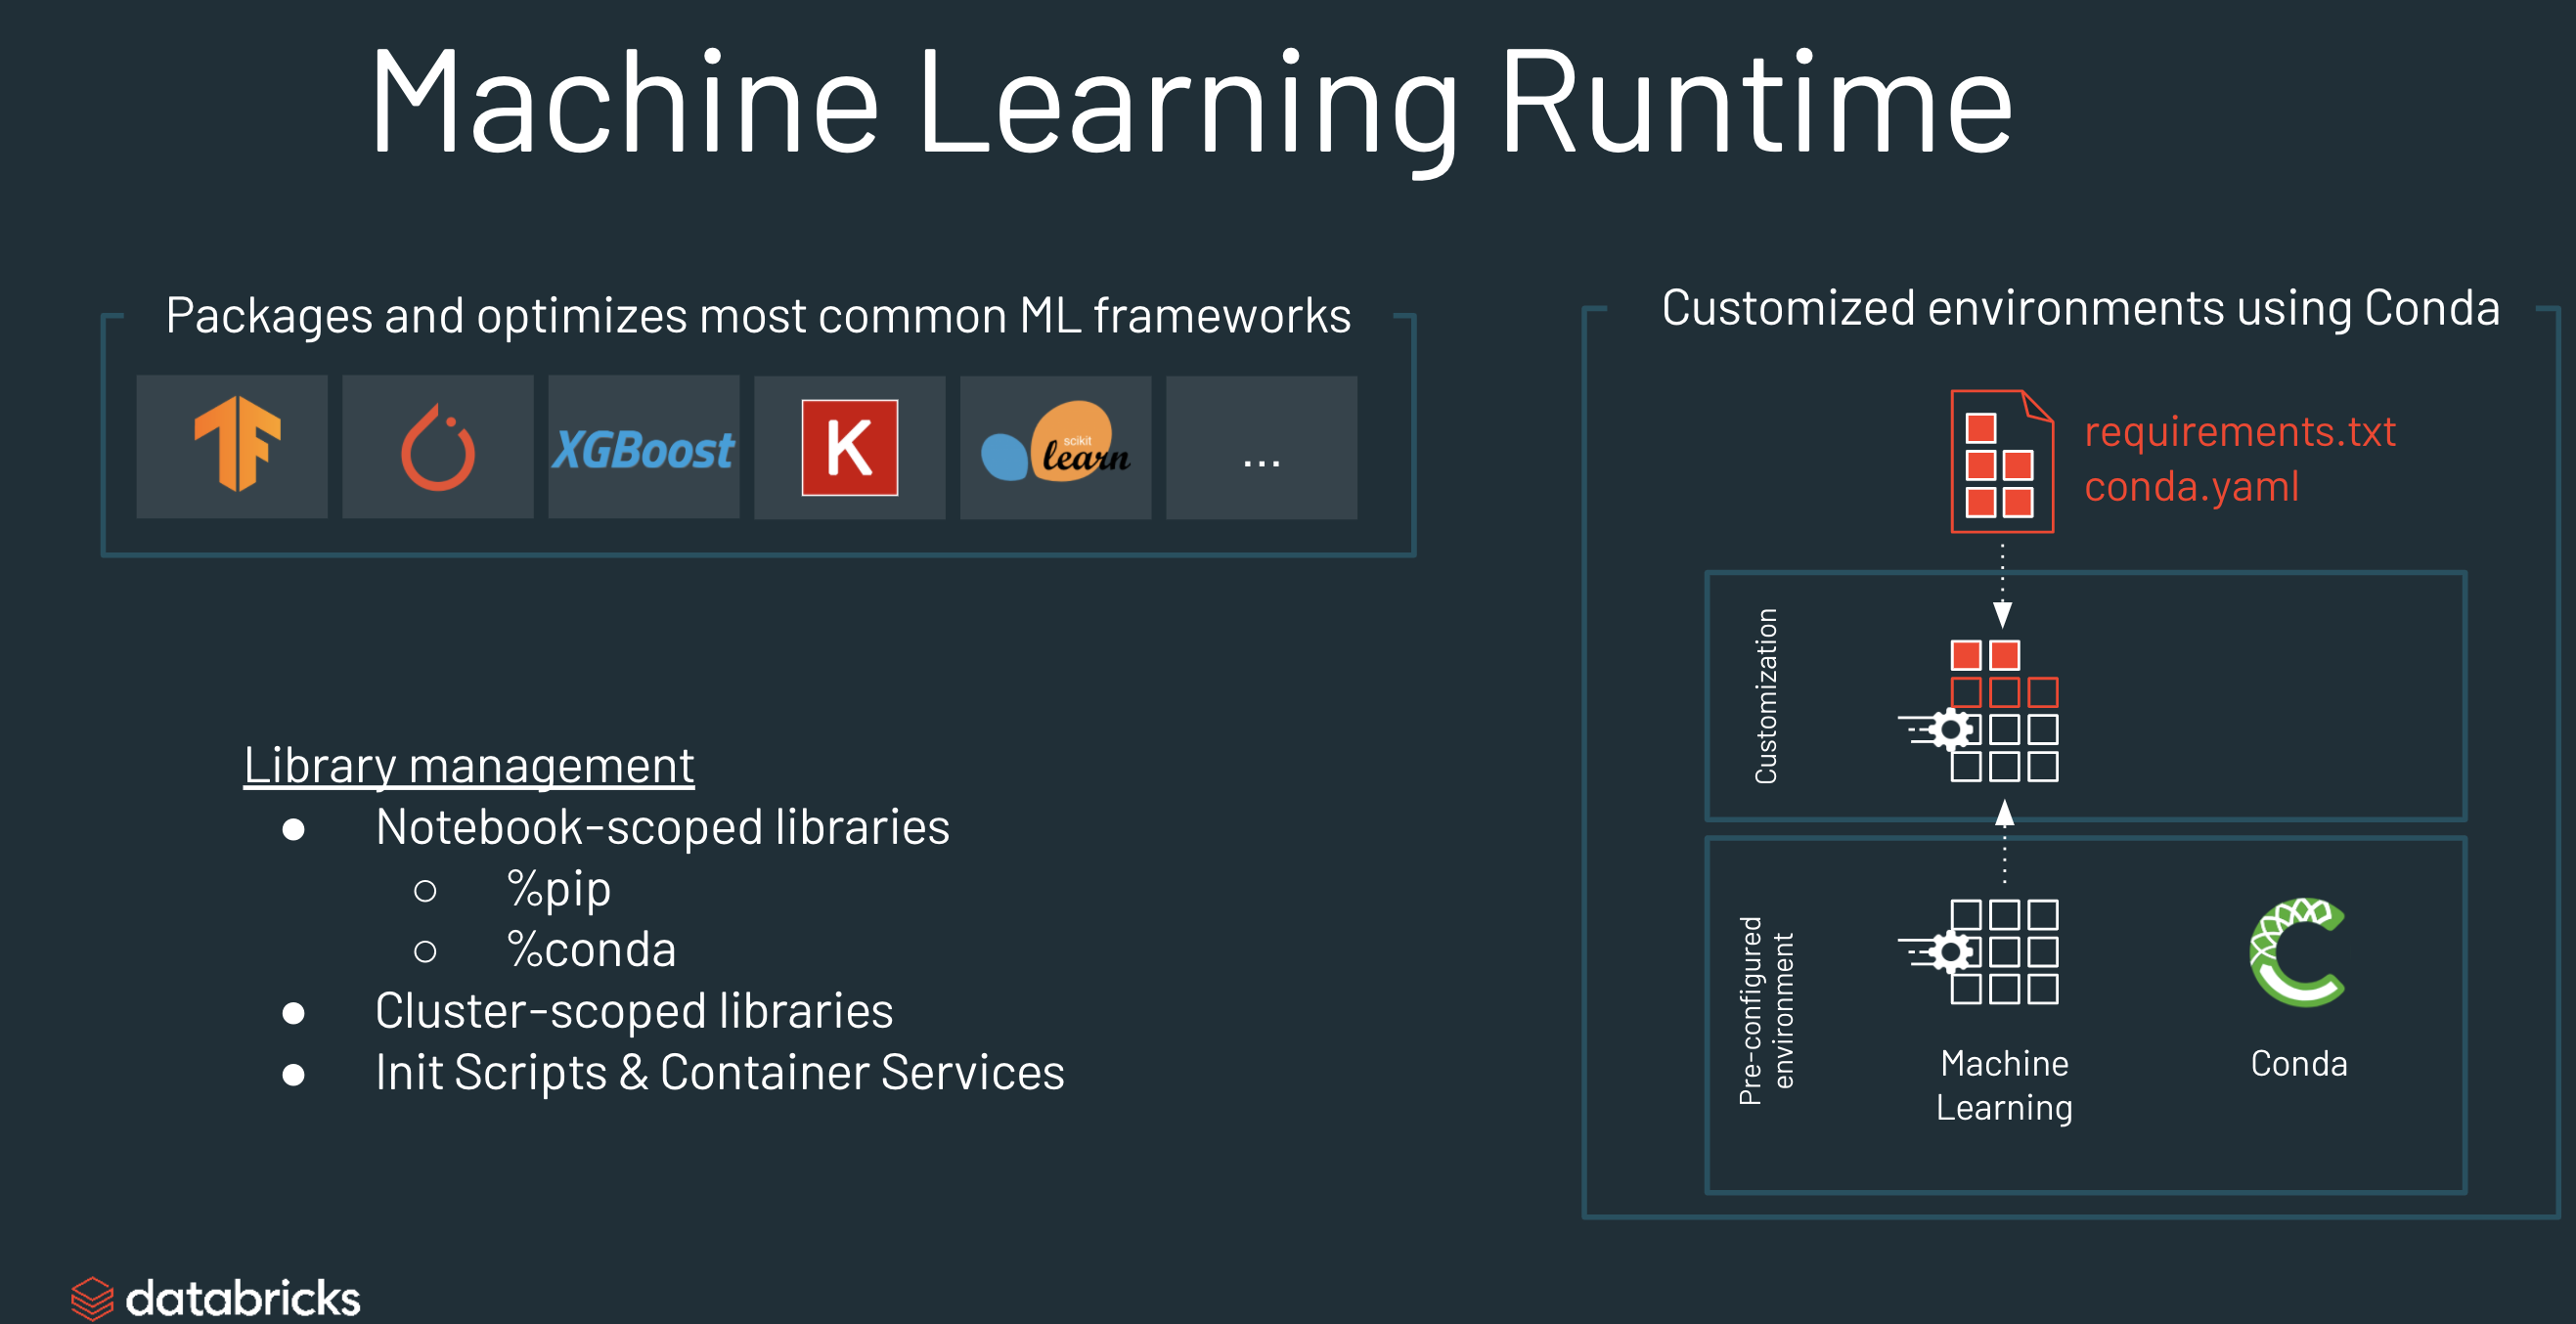 Machine Learning Runtime
Packages and optimizes most common ML frameworks
XGBoost
K
scikit
learn
...
Library management
● Notebook-scoped libraries
○ %pip
○ %conda
● Cluster-scoped libraries
● Init Scripts & Container Services
Customized environments using Conda
requirements.txt
conda.yaml
Customization
Pre-configured
environment
Machine
Learning
Conda
databricks